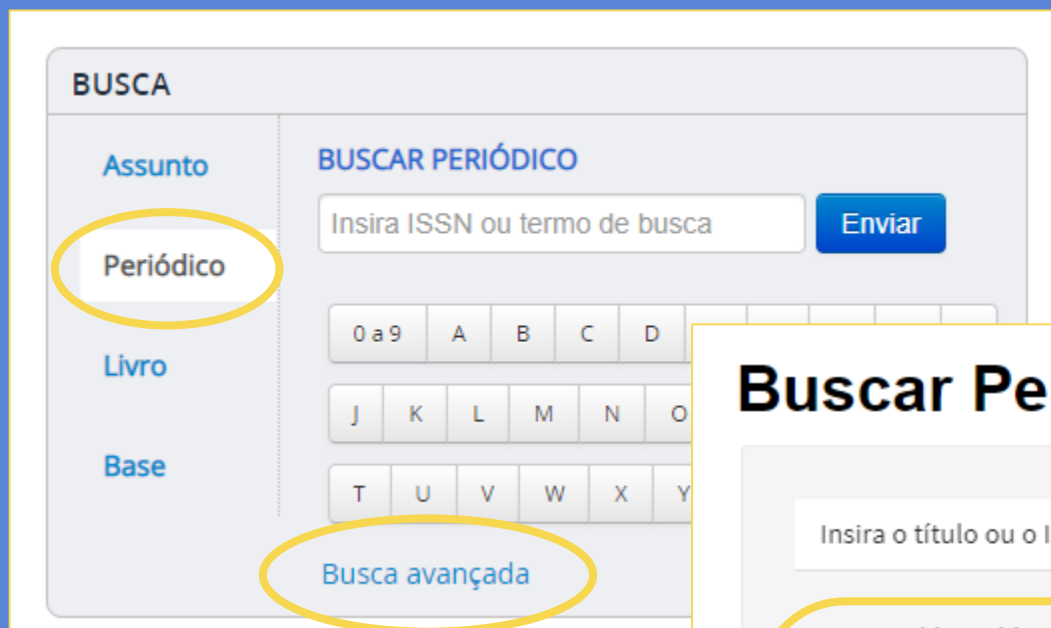 BUSCA
Assunto
Periódico
Livro
Base
BUSCAR PERIÓDICO
Insira ISSN ou termo de busca
Enviar
0 a 9 A B C D
J K L M N O
T U V W X Y
Busca avançada
Buscar Pe
Insira o título ou o I